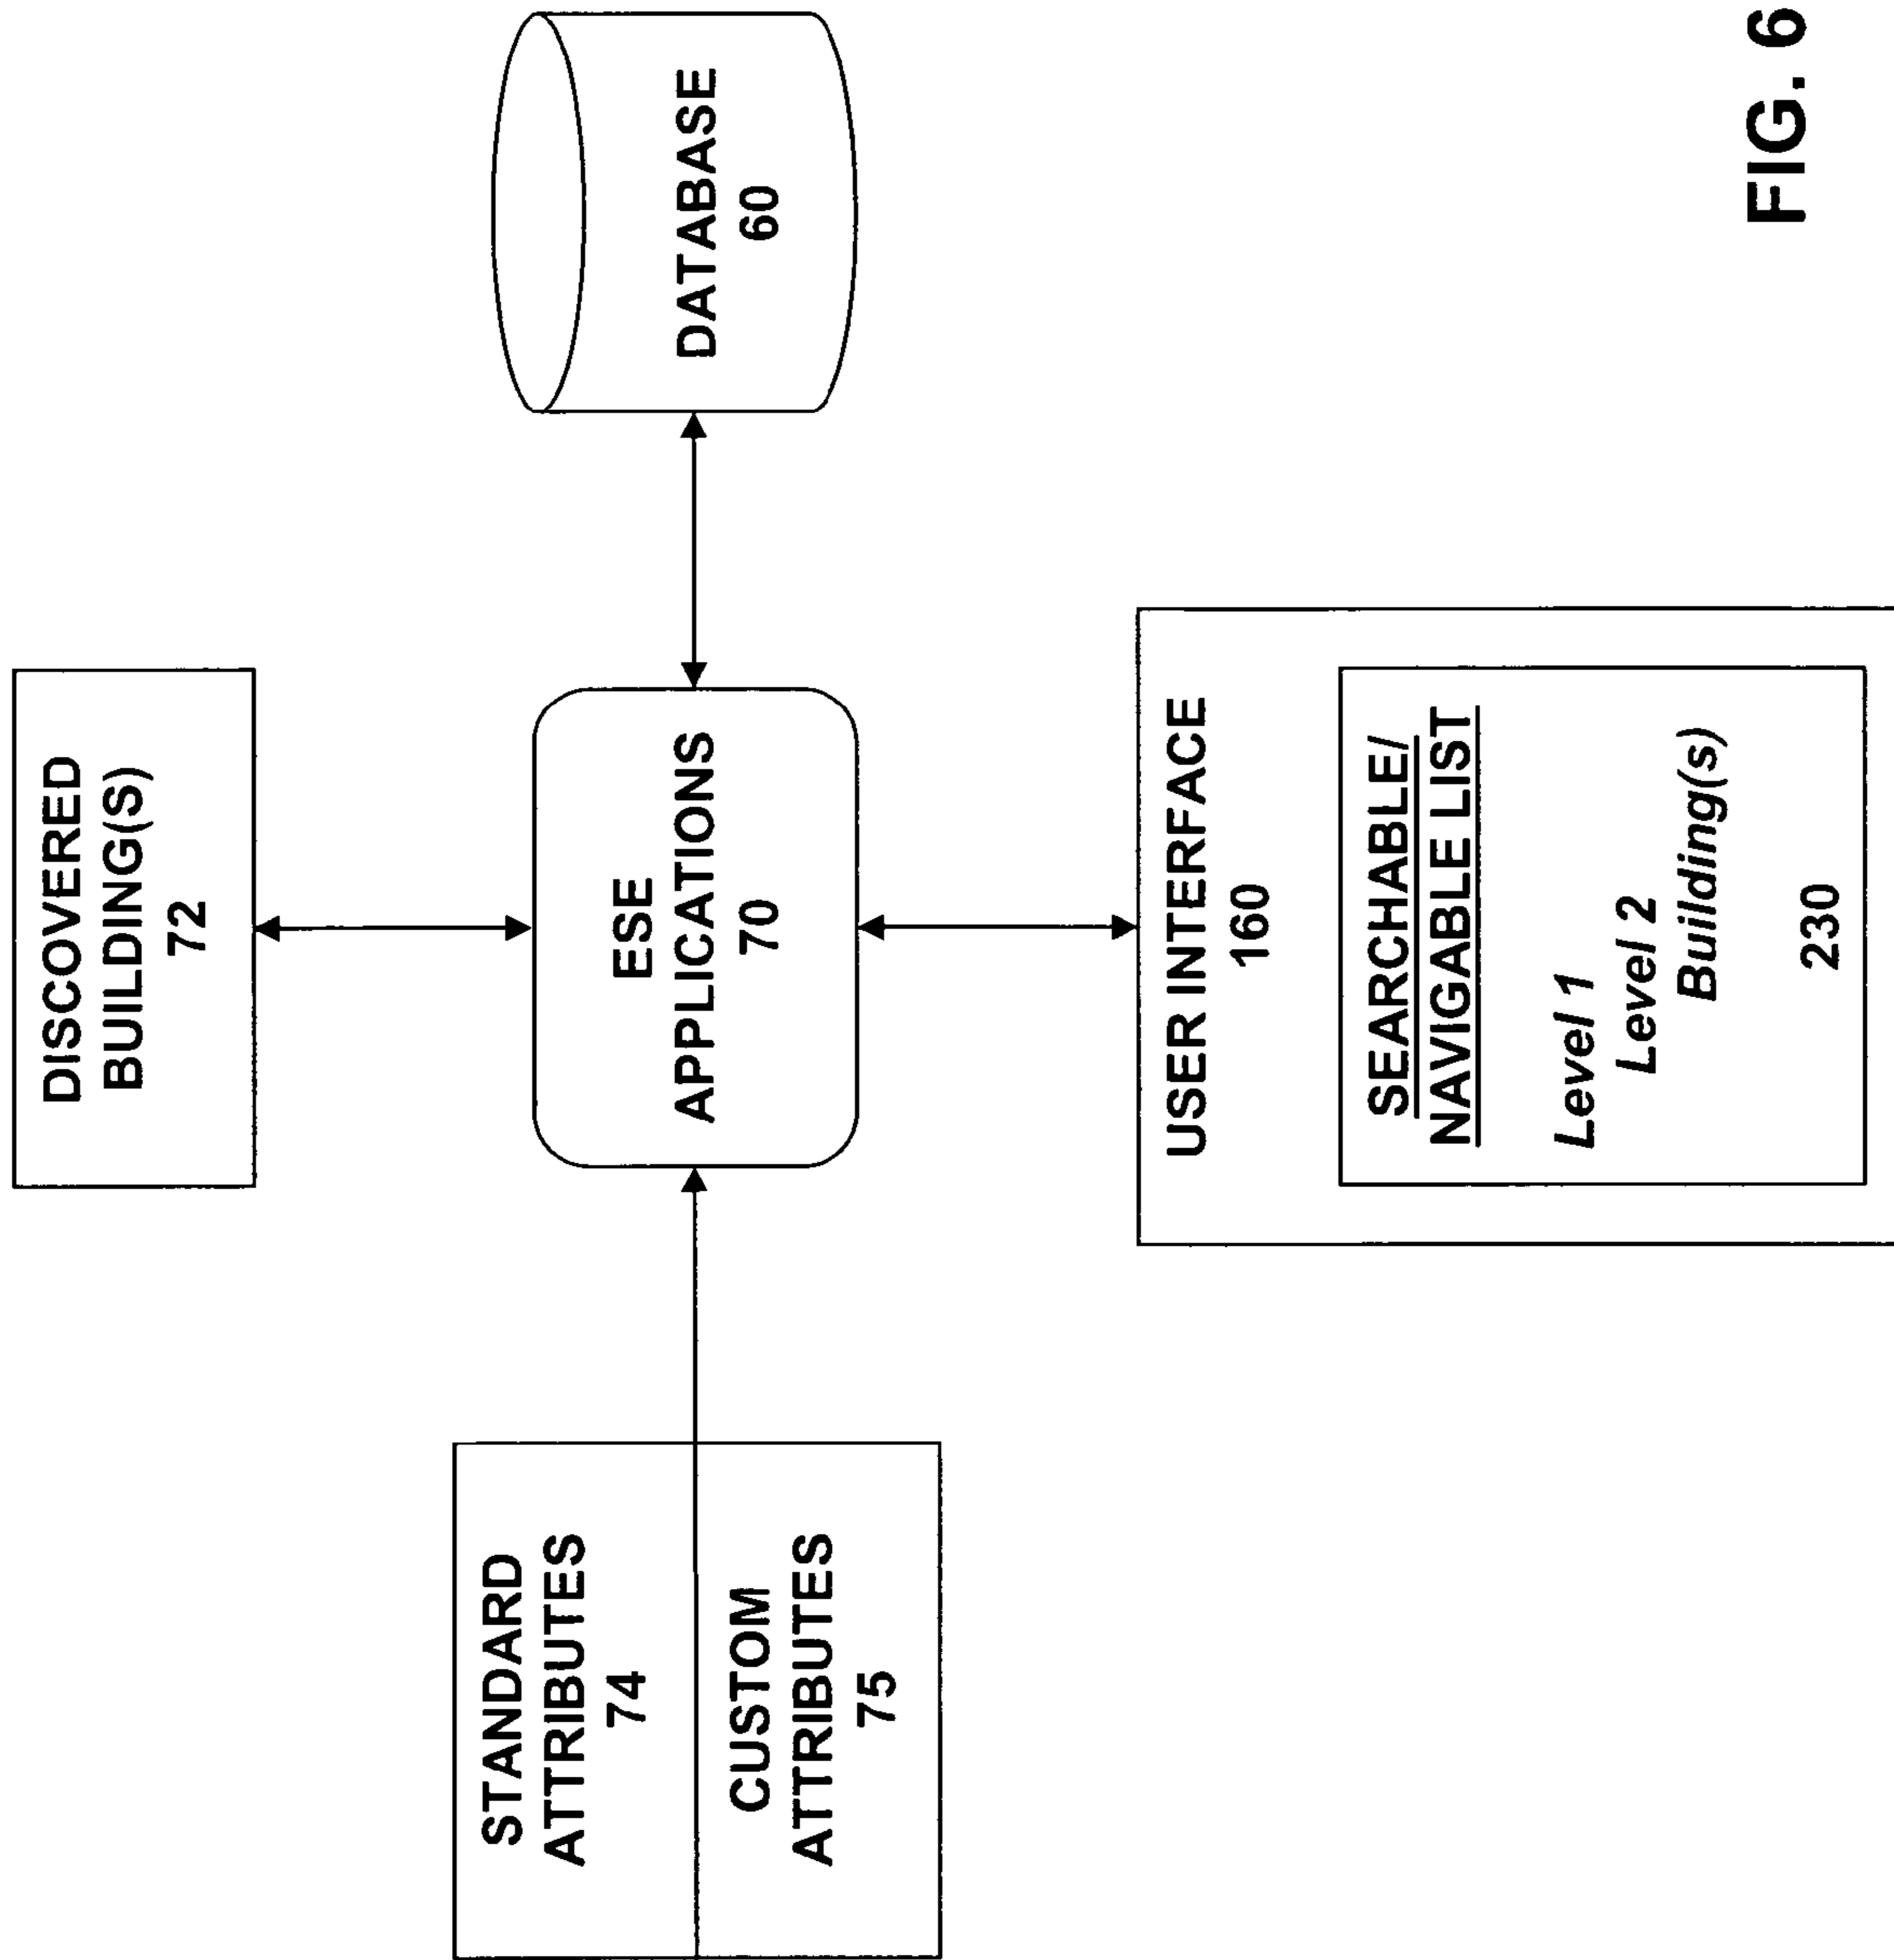 DISCOVERED
BUILDING(S)
72
STANDARD
ATTRIBUTES
74
CUSTOM
ATTRIBUTES
75
ESE
APPLICATIONS
70
DATABASE
60
USER INTERFACE
160
SEARCHABLE/
NAVIGABLE LIST
Level 1
Level 2
Building(s)
230
FIG. 6